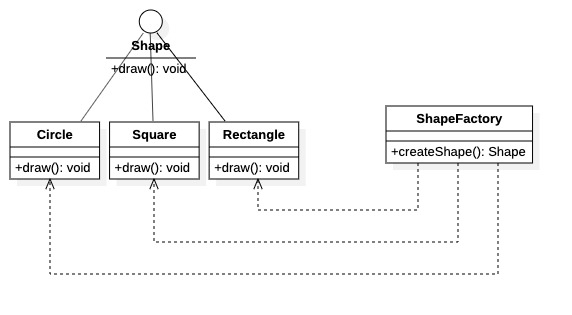 Shape
+draw(): void
Circle
+draw(): void
Square
+draw(): void
Rectangle
+draw(): void
ShapeFactory
+createShape(): Shape